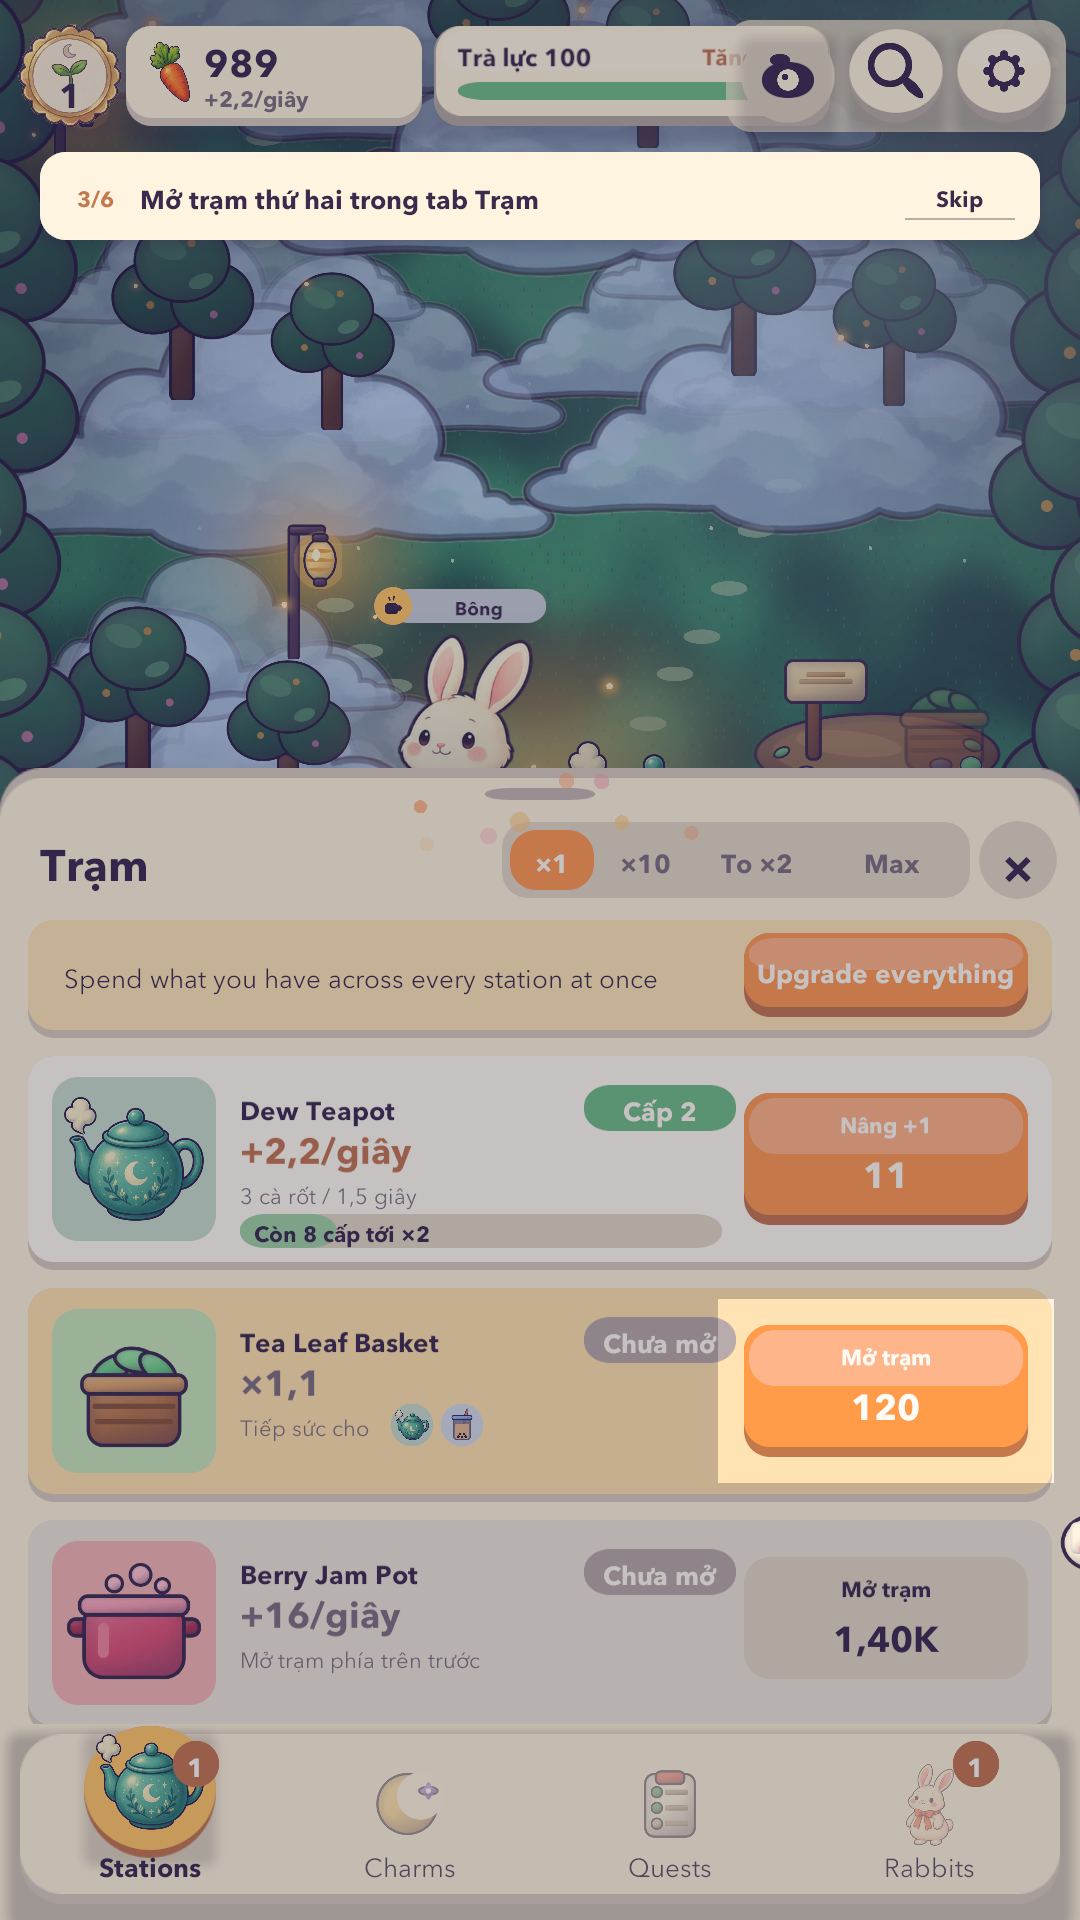 1
989
+2,2/giây
Trà lực 100
3/6 Mở trạm thứ hai trong tab Trạm Skip
Bông
Trạm
×1 ×10 To ×2 Max
Spend what you have across every station at once
Upgrade everything
Dew Teapot
Cấp 2
+2,2/giây
3 cà rốt / 1,5 giây
Còn 8 cấp tới ×2
Nâng +1
11
Tea Leaf Basket
Chưa mở
×1,1
Tiếp sức cho
Mở trạm
120
Berry Jam Pot
Chưa mở
+16/giây
Mở trạm phía trên trước
Mở trạm
1,40K
1
1
Stations Charms Quests Rabbits